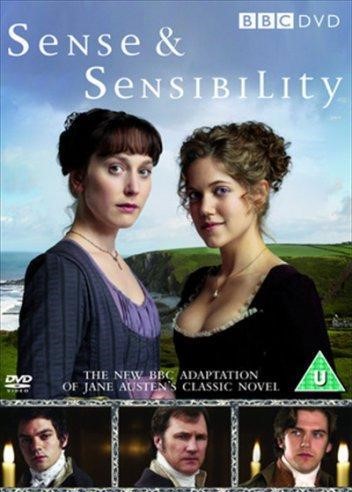 BBC DVD
SENSE &
SENSIBILITY
THE NEW BBC ADAPTATION
OF JANE AUSTEN'S CLASSIC NOVEL
DVD
VIDEO
U